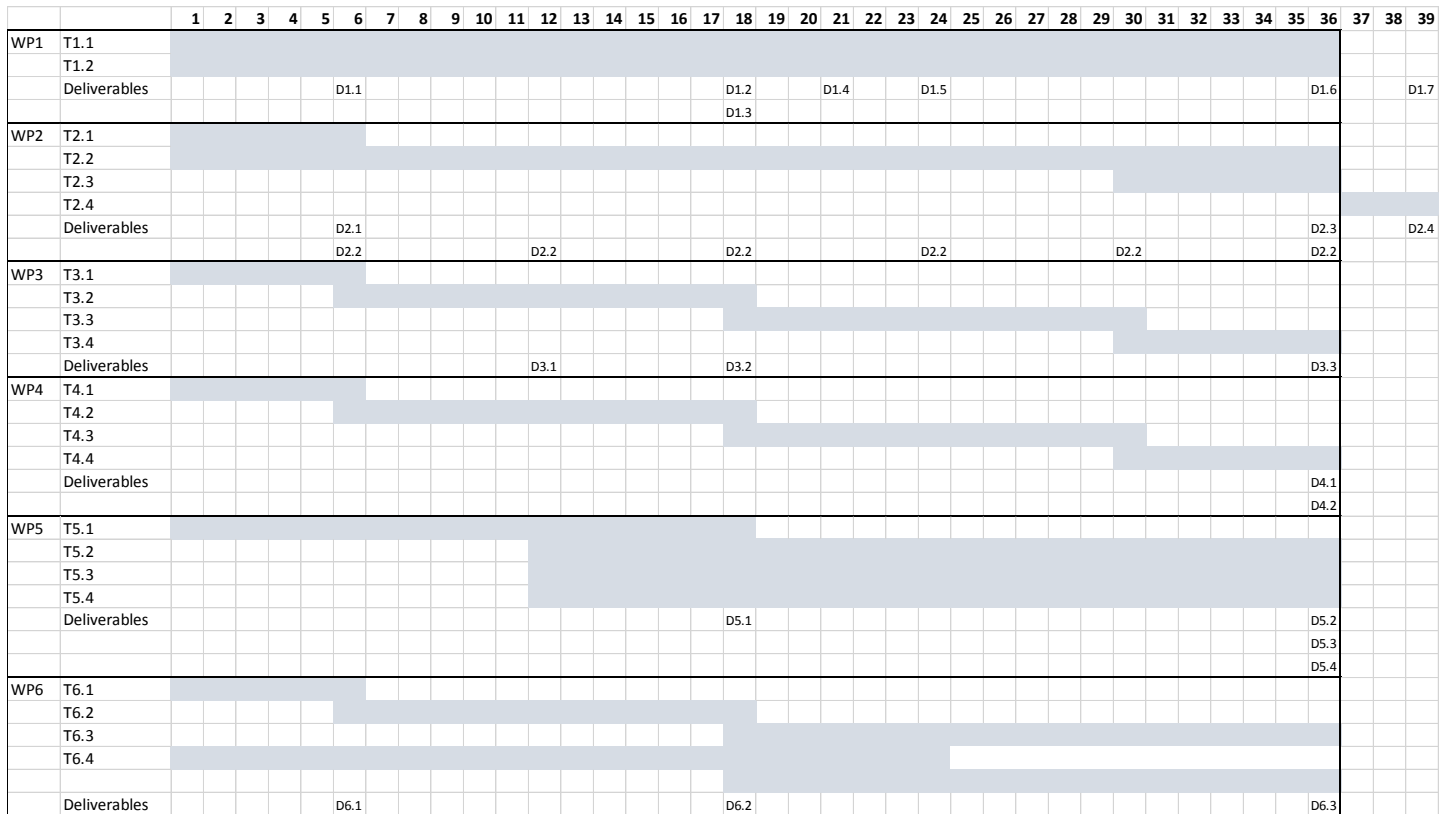 1 2 3 4 5 6 7 8 9 10 11 12 13 14 15 16 17 18 19 20 21 22 23 24 25 26 27 28 29 30 31 32 33 34 35 36 37 38 39
WP1 T1.1
T1.2
Deliverables D1.1 D1.2 D1.4 D1.5 D1.6 D1.7
D1.3
WP2 T2.1
T2.2
T2.3
T2.4
Deliverables D2.1 D2.3 D2.4
D2.2 D2.2 D2.2 D2.2 D2.2 D2.2
WP3 T3.1
T3.2
T3.3
T3.4
Deliverables D3.1 D3.2 D3.3
WP4 T4.1
T4.2
T4.3
T4.4
Deliverables D4.1
D4.2
WP5 T5.1
T5.2
T5.3
T5.4
Deliverables D5.1 D5.2
D5.3
D5.4
WP6 T6.1
T6.2
T6.3
T6.4
Deliverables D6.1 D6.2 D6.3